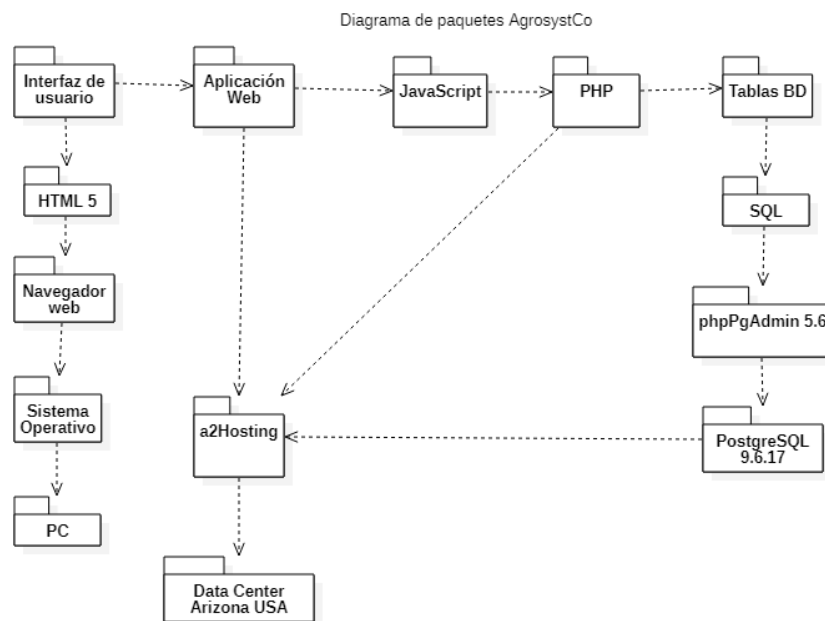 Diagrama de paquetes AgrosystCo
Interfaz de
usuario
Aplicación
Web
JavaScript
PHP
Tablas BD
HTML 5
SQL
Navegador
web
phpPgAdmin 5.6
Sistema
Operativo
a2Hosting
PostgreSQL
9.6.17
PC
Data Center
Arizona USA